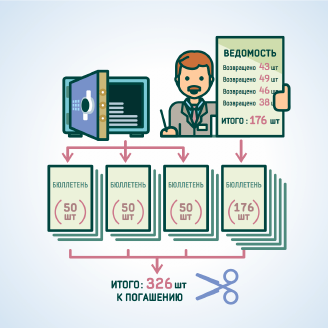 ВЕДОМОСТЬ
Возвращено 43 шт
Возвращено 49 шт
Возвращено 46 шт
Возвращено 38
ИТОГО: 176 шт
БЮЛЛЕТЕНЬ
(50 шт)
БЮЛЛЕТЕНЬ
(50 шт)
БЮЛЛЕТЕНЬ
(50 шт)
БЮЛЛЕТЕНЬ
(176 шт)
ИТОГО: 326 шт
К ПОГАШЕНИЮ